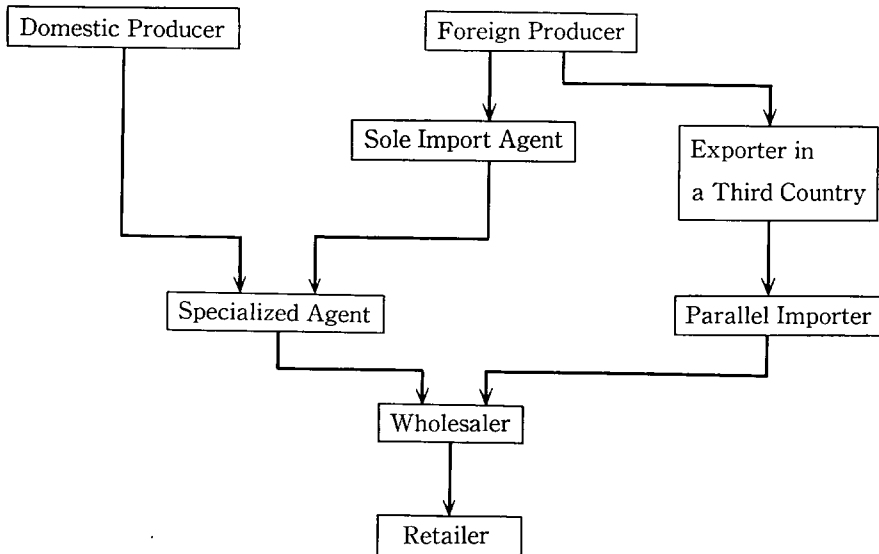 Domestic Producer
Foreign Producer
Sole Import Agent
Exporter in
a Third Country
Specialized Agent
Parallel Importer
Wholesaler
Retailer